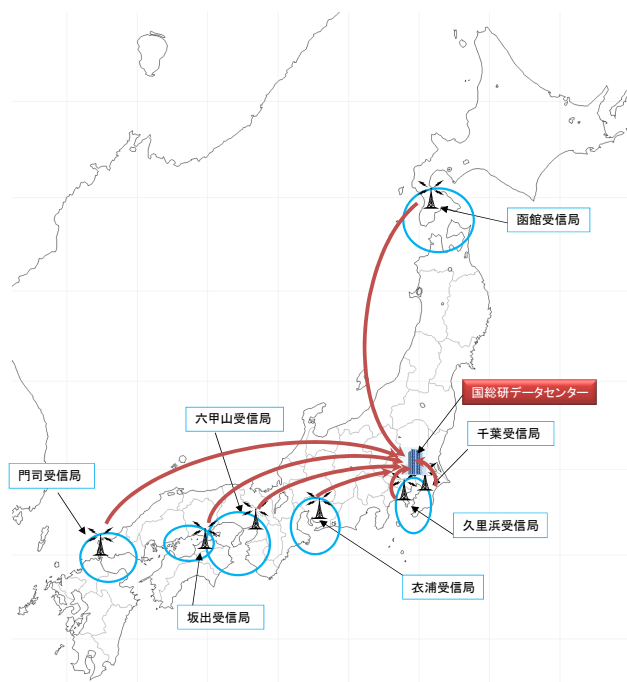 函館受信局
国総研データセンター
六甲山受信局
千葉受信局
門司受信局
久里浜受信局
衣浦受信局
坂出受信局